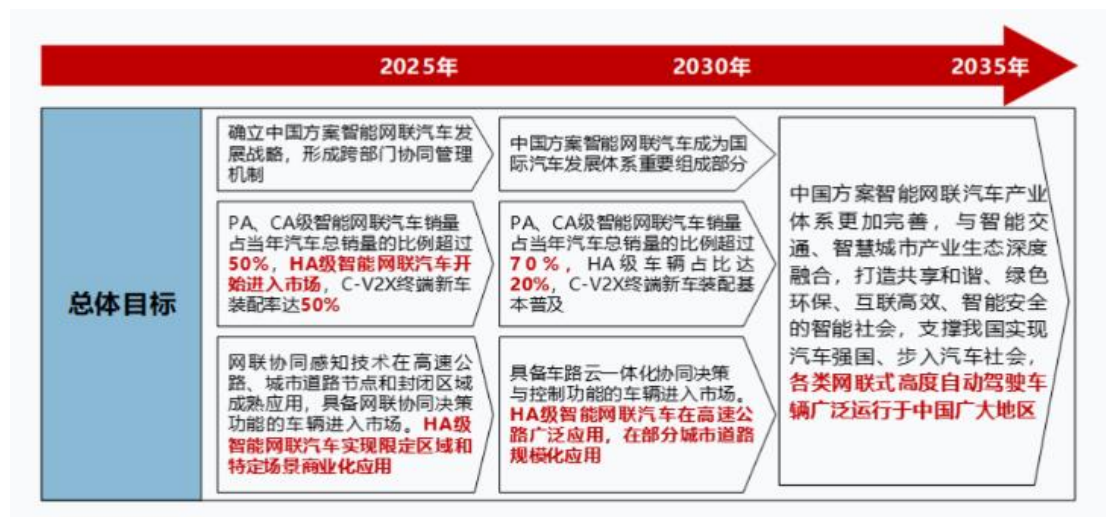 2025年
2030年
2035年
总体目标
确立中国方案智能网联汽车发
展战略，形成跨部门协同管理
机制
PA、CA级智能网联汽车销量
占当年汽车总销量的比例超过
50%，HA级智能网联汽车开
始进入市场，C-V2X终端新车
装配率达50%
网联协同感知技术在高速公
路、城市道路节点和封闭区域
成熟应用，具备网联协同决策
功能的车辆进入市场。HA级
智能网联汽车实现限定区域和
特定场景商业化应用
中国方案智能网联汽车成为国
际汽车发展体系重要组成部分
PA、CA级智能网联汽车销量
占当年汽车总销量的比例超过
70%，HA级车辆占比达
20%，C-V2X终端新车装配基
本普及
具备车路云一体化协同决策
与控制功能的车辆进入市场。
HA级智能网联汽车在高速公
路广泛应用，在部分城市道路
规模化应用
中国方案智能网联汽车产业
体系更加完善，与智能交
通、智慧城市产业生态深度
融合，打造共享和谐、绿色
环保、互联高效、智能安全
的智能社会，支撑我国实现
汽车强国、步入汽车社会，
各类网联式高度自动驾驶车
辆广泛运行于中国广大地区